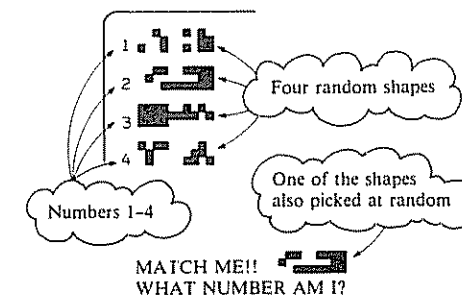 1
2
3
4
Four random shapes
One of the shapes
also picked at random
Numbers 1-4
MATCH ME!!
WHAT NUMBER AM I?